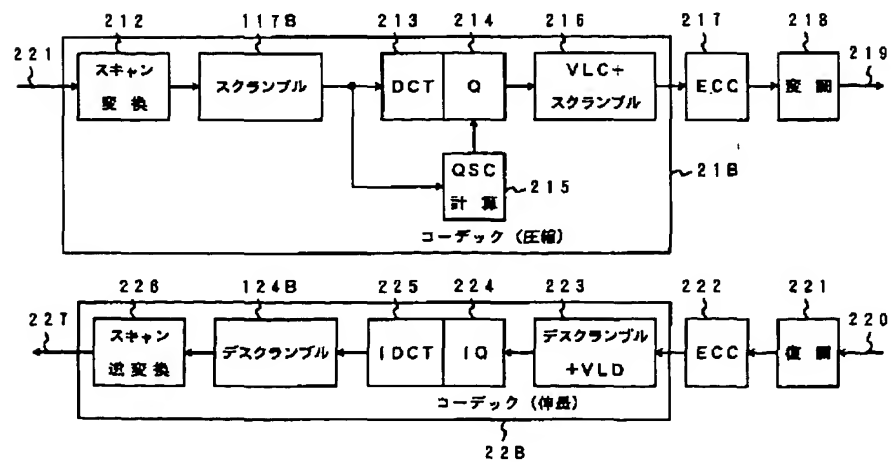 212 117B 213 214 216 217 218
221 219
スキャン
変換
スクランブル
DCT
Q
VLC+
スクランブル
ECC
変調
QSC
計算
215
21B
コーデック (圧縮)
226 124B 225 224 223 222 221
227 220
スキャン
逆変換
デスクランブル
IDCT
IQ
デスクランブル
+VLD
ECC
復調
コーデック (伸長)
22B